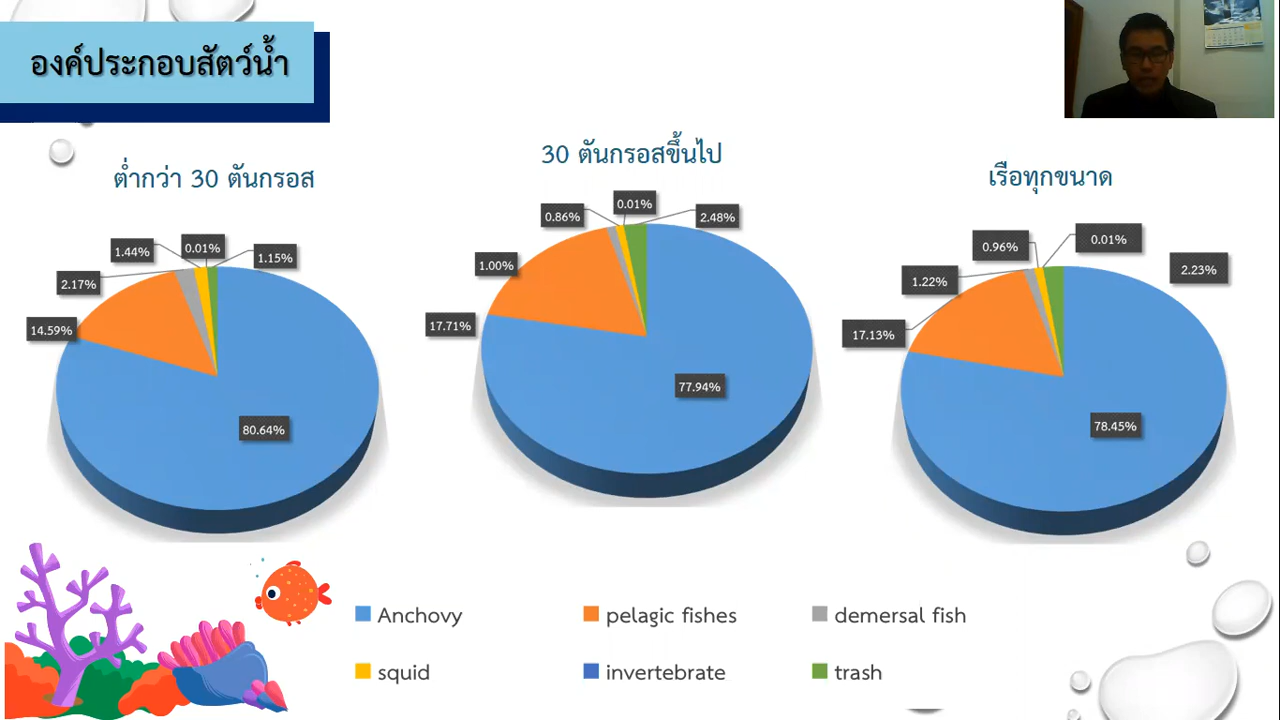 องค์ประกอบสัตว์น้ำ
ต่ำกว่า 30 ตันกรอส
1.44%
0.01%
1.15%
2.17%
14.59%
80.64%
30 ตันกรอสขึ้นไป
0.86%
0.01%
2.48%
1.00%
17.71%
77.94%
เรือทุกขนาด
0.96%
0.01%
2.23%
1.22%
17.13%
78.45%
Anchovy
pelagic fishes
demersal fish
squid
invertebrate
trash